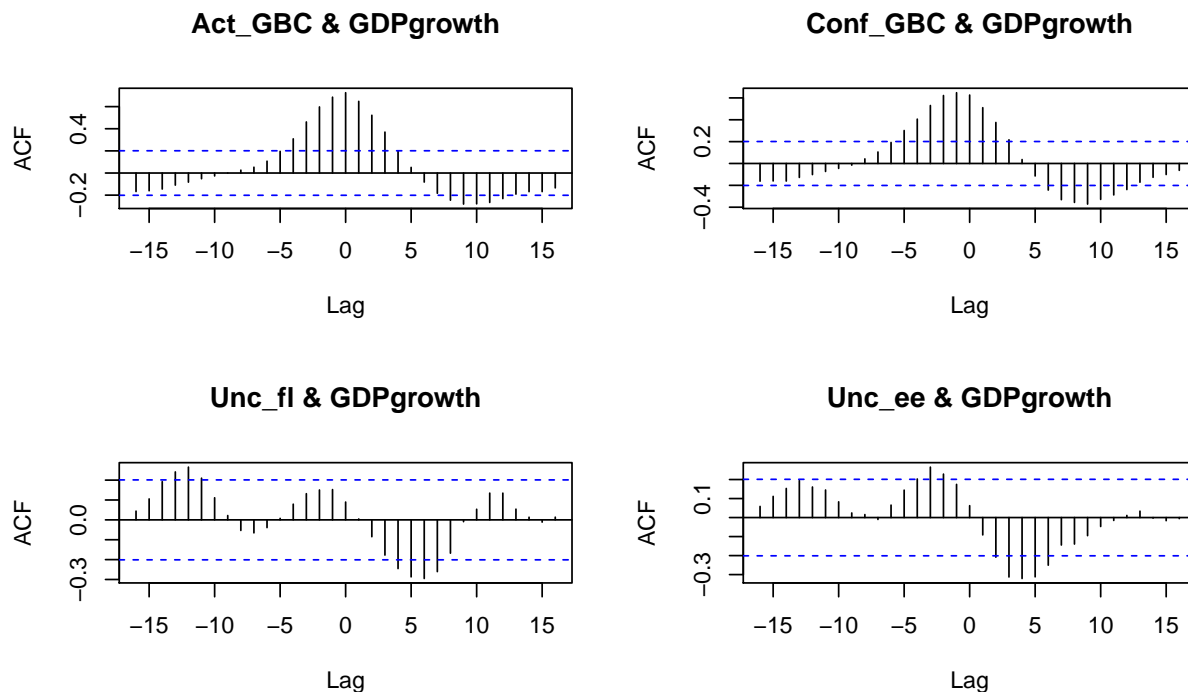 Act_GBC & GDPgrowth
ACF
0.4
−0.2
−15 −10 −5 0 5 10 15
Lag
Conf_GBC & GDPgrowth
ACF
0.2
−0.4
−15 −10 −5 0 5 10 15
Lag
Unc_fl & GDPgrowth
ACF
0.0
−0.3
−15 −10 −5 0 5 10 15
Lag
Unc_ee & GDPgrowth
ACF
0.1
−0.3
−15 −10 −5 0 5 10 15
Lag